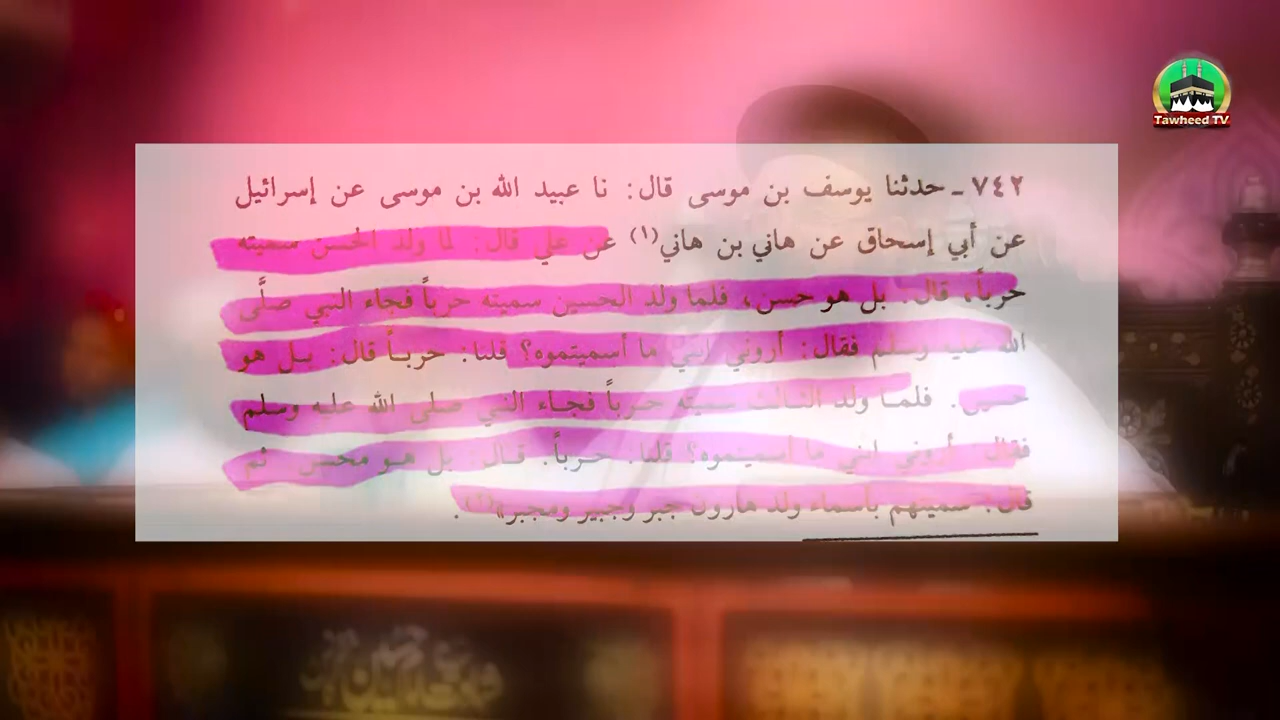 Tawheed TV
٧٤٢ ـ حدثنا يوسف بن موسى قال: نا عبيد الله بن موسى عن إسرائيل
عن أبي إسحاق عن هاني بن هاني(١) عن علي قال: لما ولد الحسن سميته
حرباً، قال: بل هو حسن، فلما ولد الحسين سميته حرباً فجاء النبي صلَّى
الله عليه وسلم فقال: أروني ابني ما أسميتموه؟ قلنا: حرباً قال: بل هو
حسين. فلما ولد الثالث سميته حرباً فجاء النبي صلى الله عليه وسلم
فقال: أروني ابني ما أسميتموه؟ قلنا: حرباً. قال: بل هو محسن ثم
قال: سميتهم بأسماء ولد هارون جبر وجبير ومجبر»(٢).